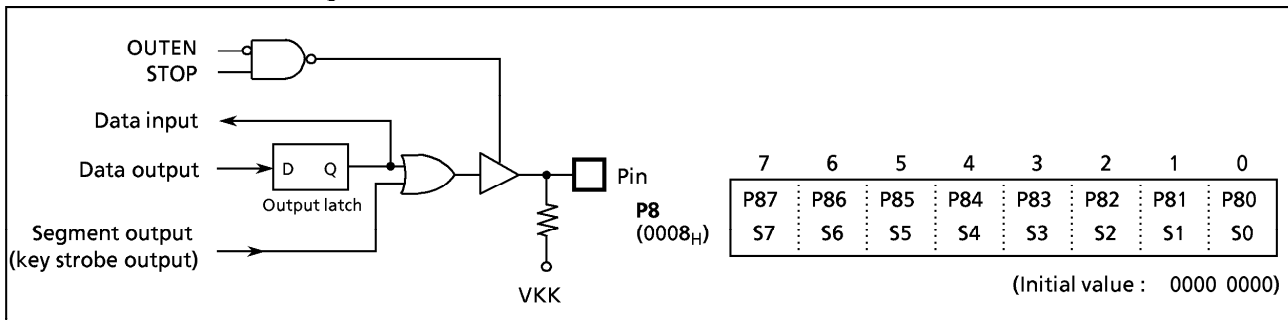 OUTEN
STOP
Data input
Data output
D Q
Output latch
Segment output
(key strobe output)
Pin
VKK
P8
(0008H)
7 6 5 4 3 2 1 0
P87 P86 P85 P84 P83 P82 P81 P80
S7 S6 S5 S4 S3 S2 S1 S0
(Initial value : 0000 0000)